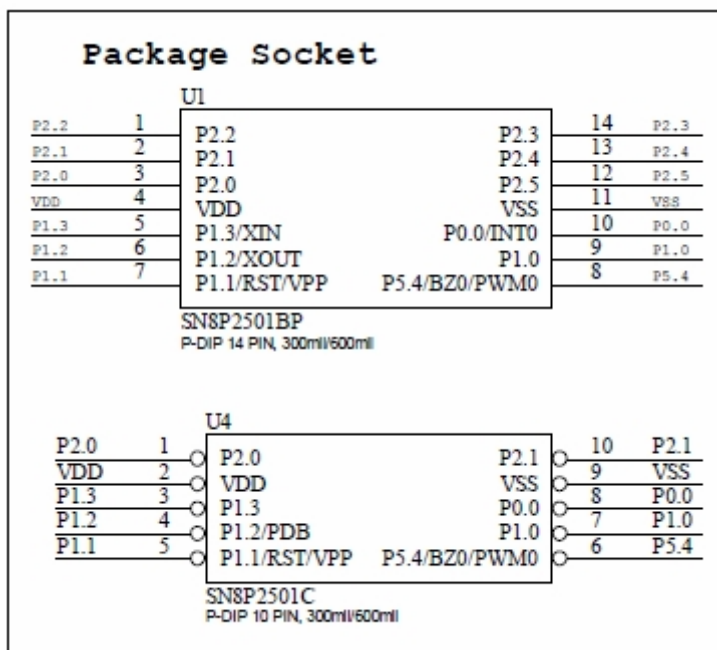 Package Socket
U1
P2.2 1 P2.2 P2.3 14 P2.3
P2.1 2 P2.1 P2.4 13 P2.4
P2.0 3 P2.0 P2.5 12 P2.5
VDD 4 VDD VSS 11 VSS
P1.3 5 P1.3/XIN P0.0/INT0 10 P0.0
P1.2 6 P1.2/XOUT P1.0 9 P1.0
P1.1 7 P1.1/RST/VPP P5.4/BZ0/PWM0 8 P5.4
SN8P2501BP
P-DIP 14 PIN, 300mil/600mil
U4
P2.0 1 P2.0 P2.1 10 P2.1
VDD 2 VDD VSS 9 VSS
P1.3 3 P1.3 P0.0 8 P0.0
P1.2 4 P1.2/PDB P1.0 7 P1.0
P1.1 5 P1.1/RST/VPP P5.4/BZ0/PWM0 6 P5.4
SN8P2501C
P-DIP 10 PIN, 300mil/600mil